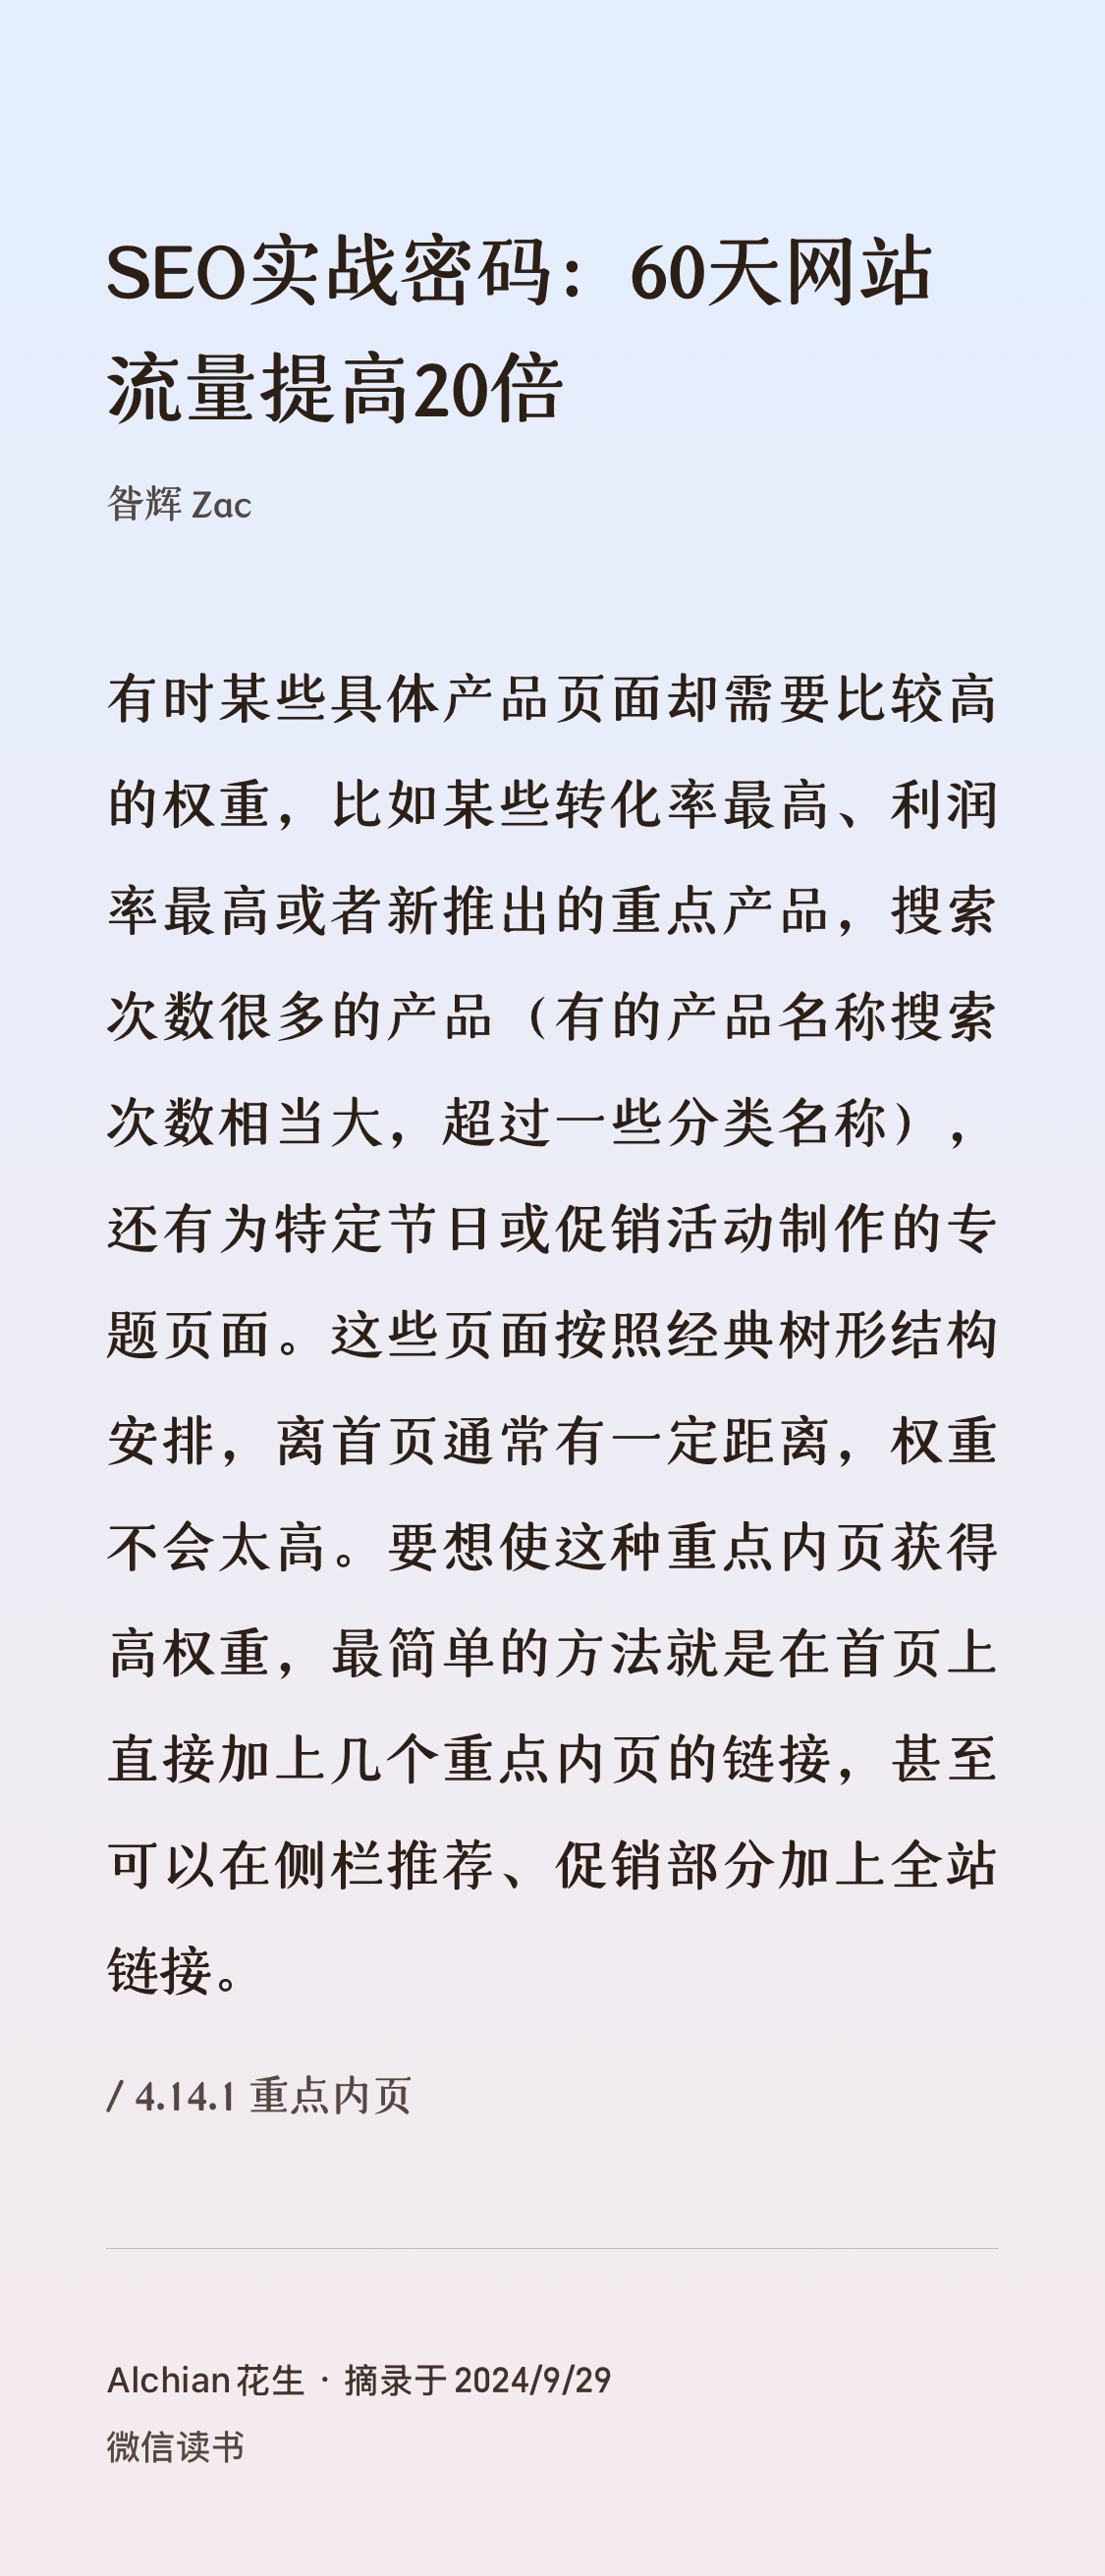 SEO实战密码：60天网站
流量提高20倍
昝辉 Zac
有时某些具体产品页面却需要比较高
的权重，比如某些转化率最高、利润
率最高或者新推出的重点产品，搜索
次数很多的产品（有的产品名称搜索
次数相当大，超过一些分类名称），
还有为特定节日或促销活动制作的专
题页面。这些页面按照经典树形结构
安排，离首页通常有一定距离，权重
不会太高。要想使这种重点内页获得
高权重，最简单的方法就是在首页上
直接加上几个重点内页的链接，甚至
可以在侧栏推荐、促销部分加上全站
链接。
/ 4.14.1 重点内页
Alchian花生 · 摘录于 2024/9/29
微信读书